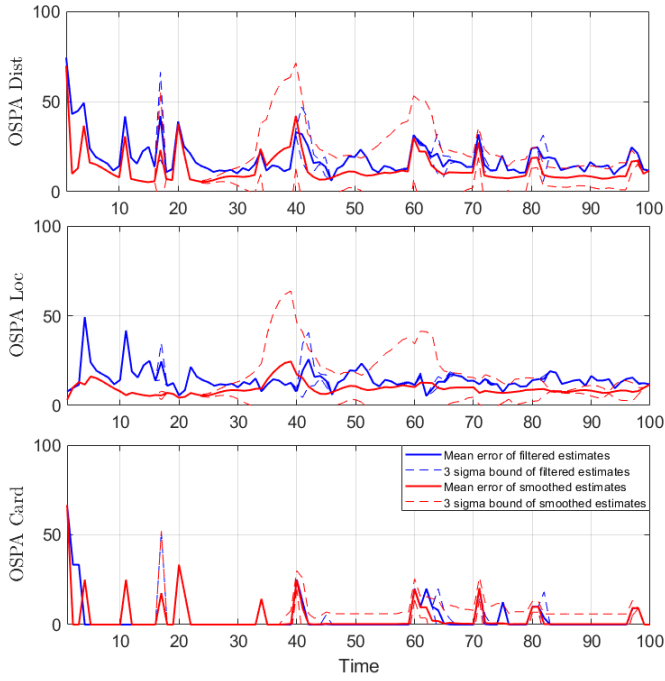 100
50
0
OSPA Dist
10 20 30 40 50 60 70 80 90 100
100
50
0
OSPA Loc
10 20 30 40 50 60 70 80 90 100
100
50
0
OSPA Card
Mean error of filtered estimates
3 sigma bound of filtered estimates
Mean error of smoothed estimates
3 sigma bound of smoothed estimates
10 20 30 40 50 60 70 80 90 100
Time